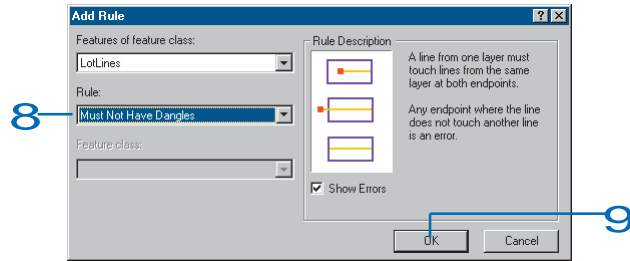 Add Rule
Features of feature class:
LotLines
Rule:
Must Not Have Dangles
Feature class:
Rule Description
A line from one layer must
touch lines from the same
layer at both endpoints.
Any endpoint where the line
does not touch another line
is an error.
Show Errors
OK
Cancel
8
9